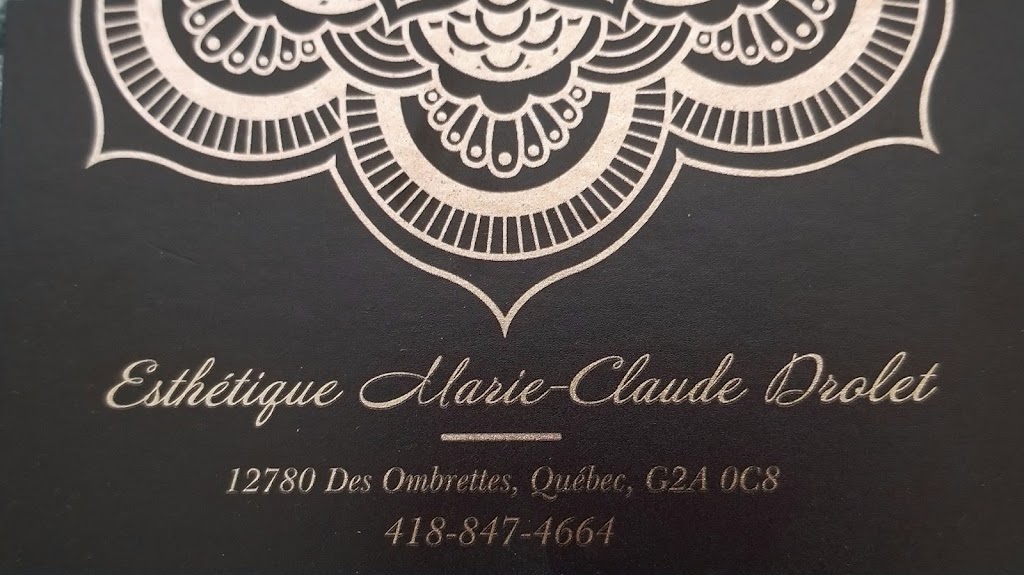 Esthétique Marie-Claude Drolet
12780 Des Ombrettes, Québec, G2A 0C8
418-847-4664